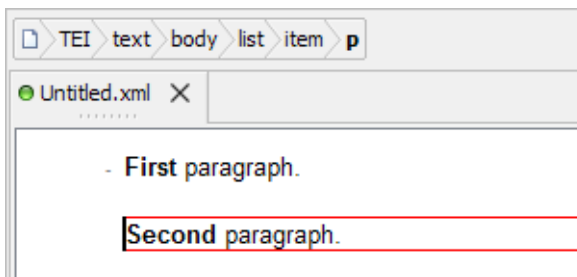 TEI text body list item p
Untitled.xml
- First paragraph.
Second paragraph.